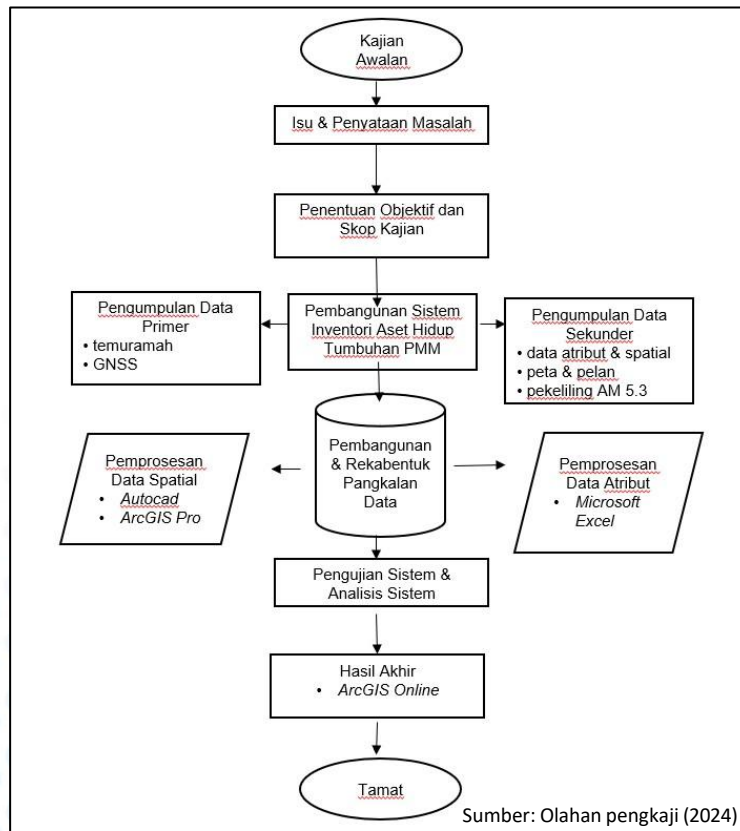 Kajian
Awalan
Isu & Penyataan Masalah
Penentuan Objektif dan
Skop Kajian
Pengumpulan Data
Primer
• temuramah
• GNSS
Pembangunan Sistem
Inventori Aset Hidup
Tumbuhan PMM
Pengumpulan Data
Sekunder
• data atribut & spatial
• peta & pelan
• pekeliling AM 5.3
Pemprosesan
Data Spatial
• Autocad
• ArcGIS Pro
Pembangunan
& Rekabentuk
Pangkalan
Data
Pemprosesan
Data Atribut
• Microsoft
Excel
Pengujian Sistem &
Analisis Sistem
Hasil Akhir
• ArcGIS Online
Tamat
Sumber: Olahan pengkaji (2024)